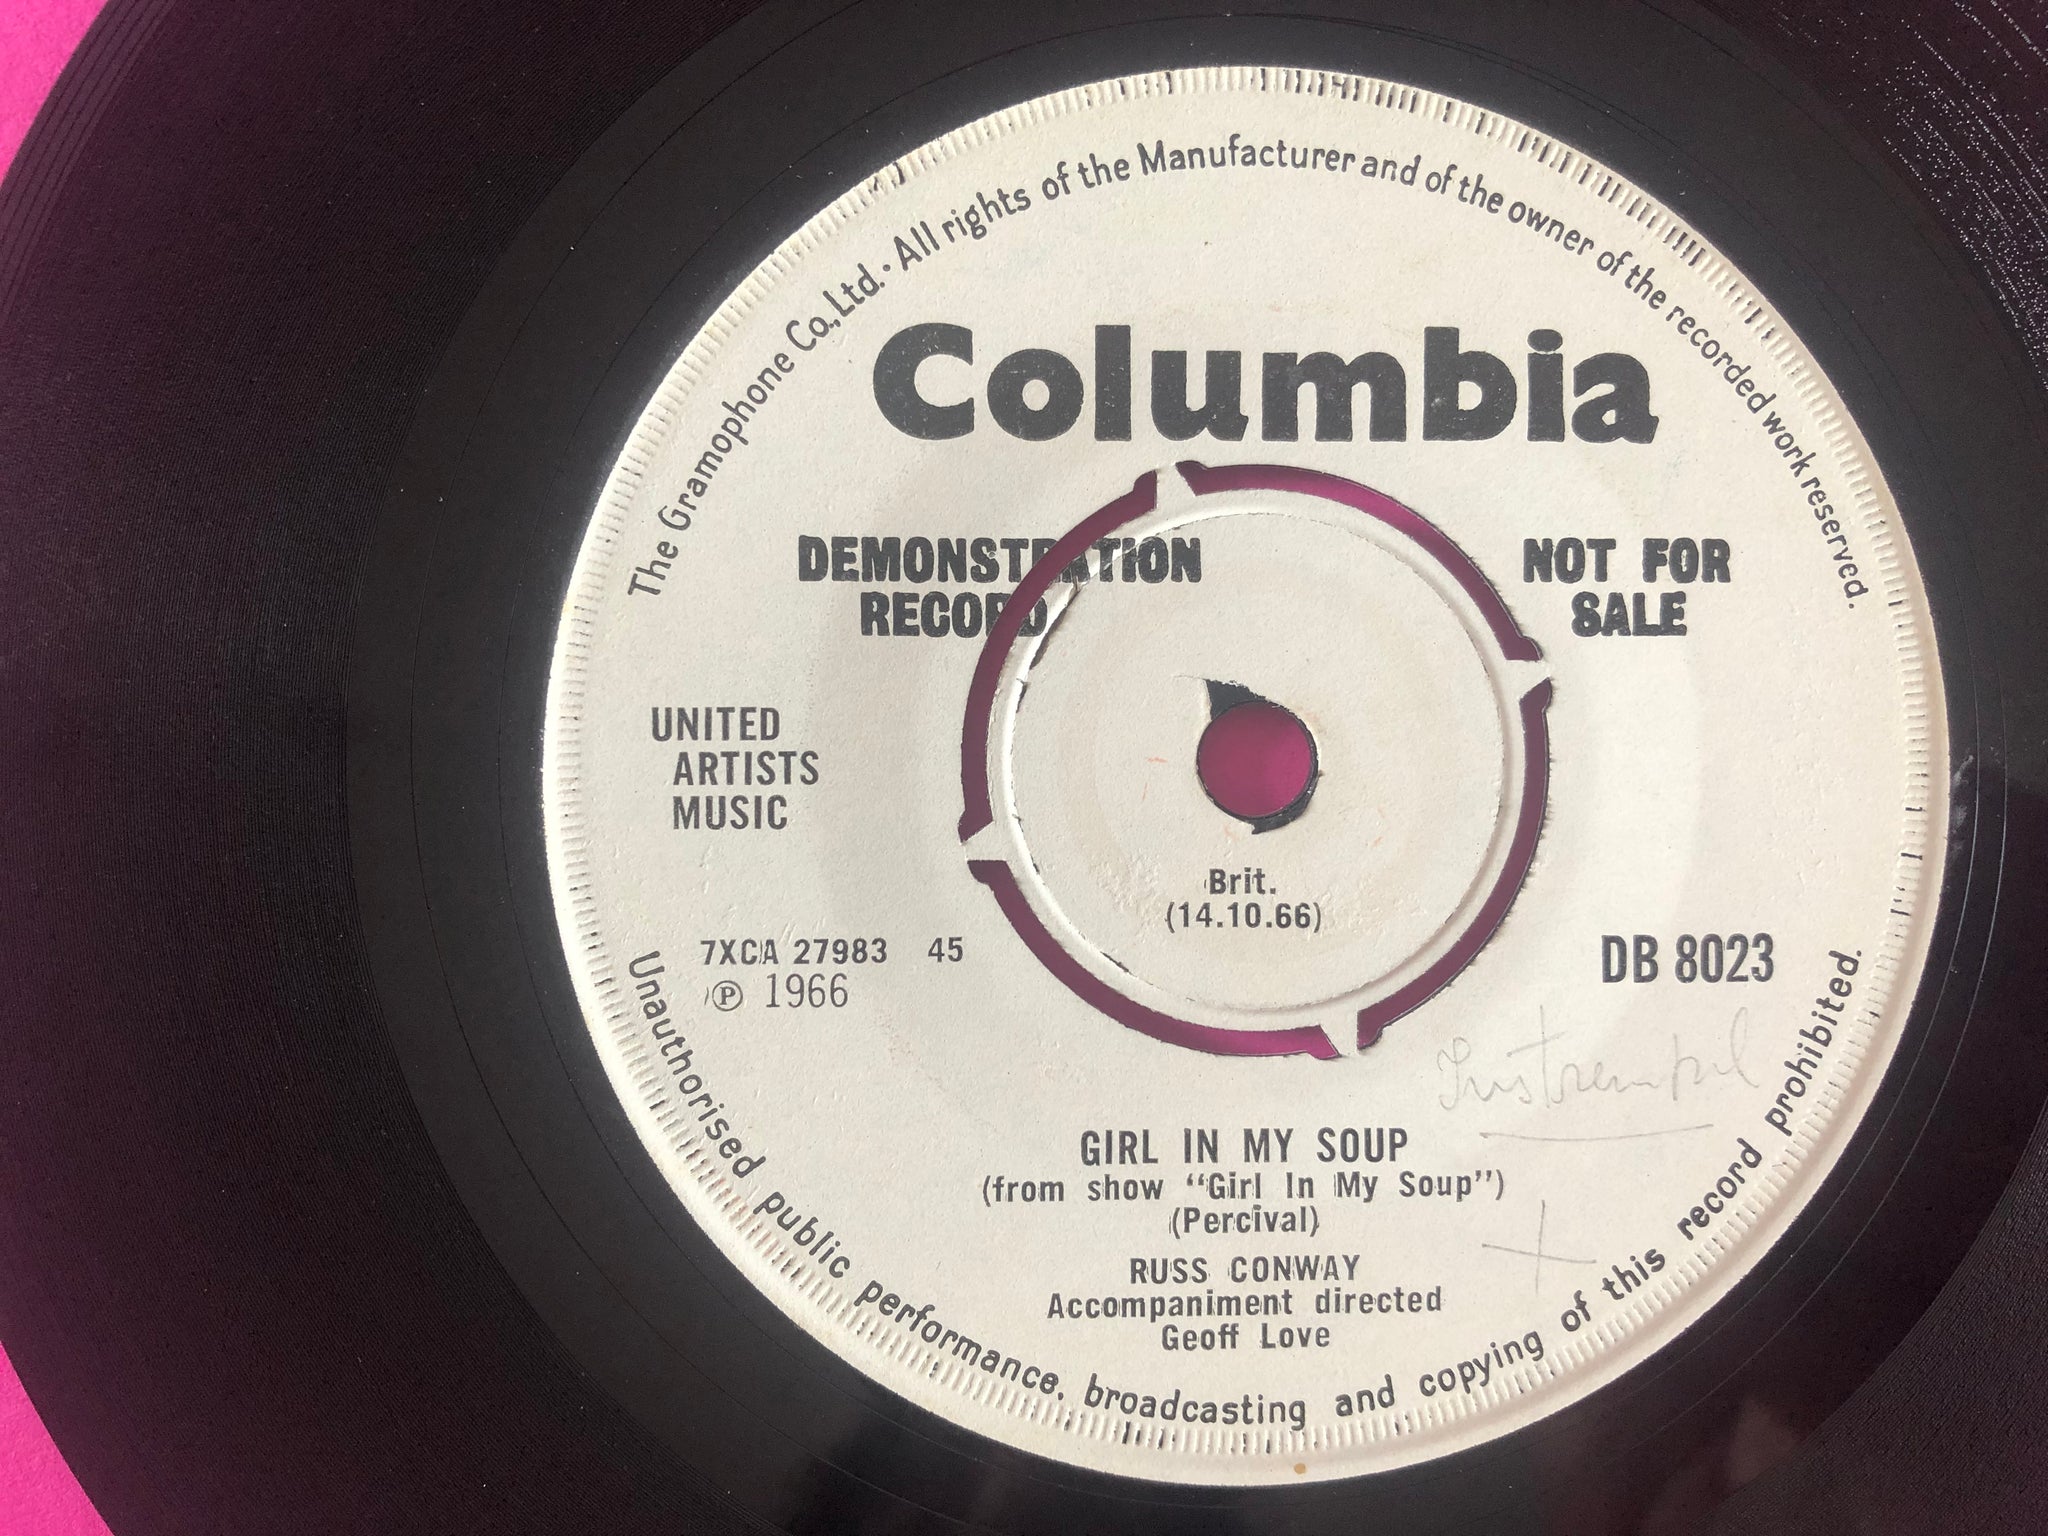 The Gramophone Co., Ltd. · All rights of the Manufacturer and of the owner of the recorded work reserved.
Columbia
DEMONSTRATION
RECORD
NOT FOR
SALE
UNITED
ARTISTS
MUSIC
Brit.
(14.10.66)
7XCA 27983 45
℗ 1966
DB 8023
GIRL IN MY SOUP
(from show “Girl In My Soup”)
(Percival)
RUSS CONWAY
Accompaniment directed
Geoff Love
Unauthorised public performance, broadcasting and copying of this record prohibited.